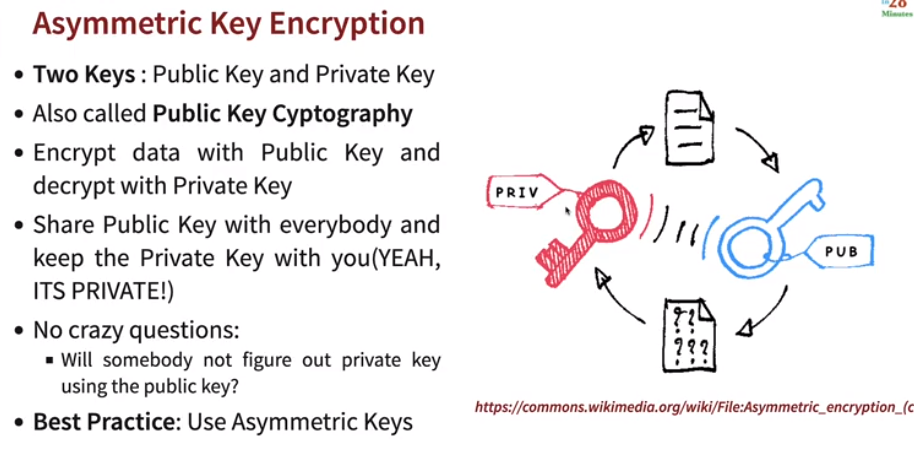 in28
Minutes
Asymmetric Key Encryption
• Two Keys : Public Key and Private Key
• Also called Public Key Cyptography
• Encrypt data with Public Key and
decrypt with Private Key
• Share Public Key with everybody and
keep the Private Key with you(YEAH,
ITS PRIVATE!)
• No crazy questions:
▪ Will somebody not figure out private key
using the public key?
• Best Practice: Use Asymmetric Keys
PRIV
PUB
??
???
https://commons.wikimedia.org/wiki/File:Asymmetric_encryption_(c